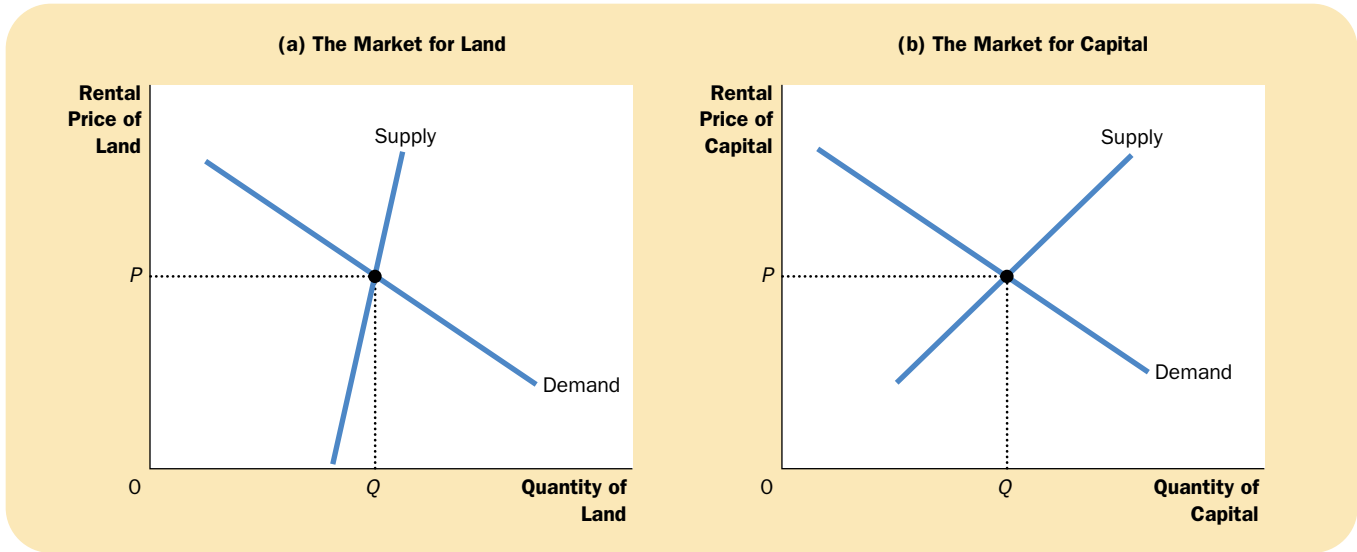 (a) The Market for Land
Rental
Price of
Land
Supply
P
Demand
0
Q
Quantity of
Land
(b) The Market for Capital
Rental
Price of
Capital
Supply
P
Demand
0
Q
Quantity of
Capital